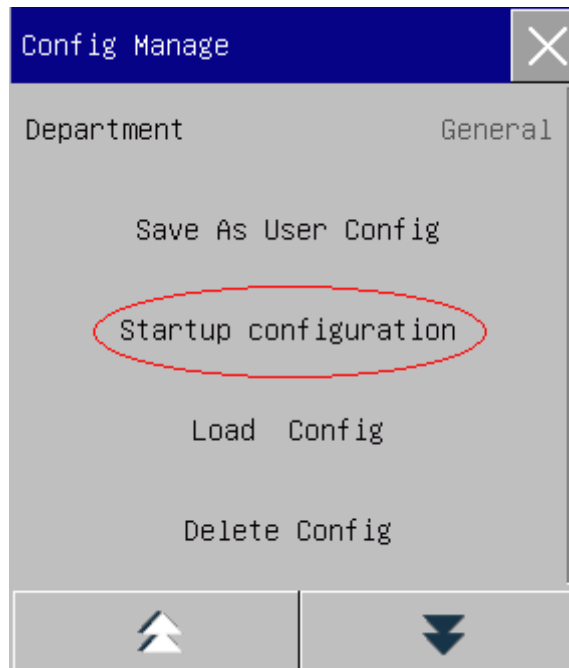 Config Manage
Department General
Save As User Config
Startup configuration
Load Config
Delete Config